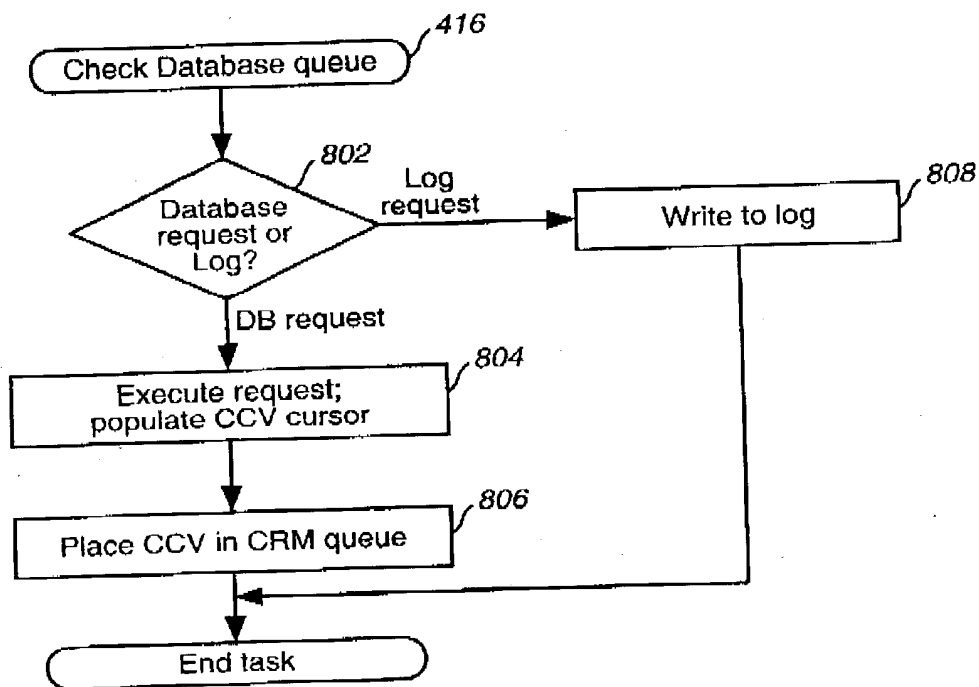 416
Check Database queue
802
Database
request or
Log?
Log
request
808
Write to log
DB request
804
Execute request;
populate CCV cursor
806
Place CCV in CRM queue
End task